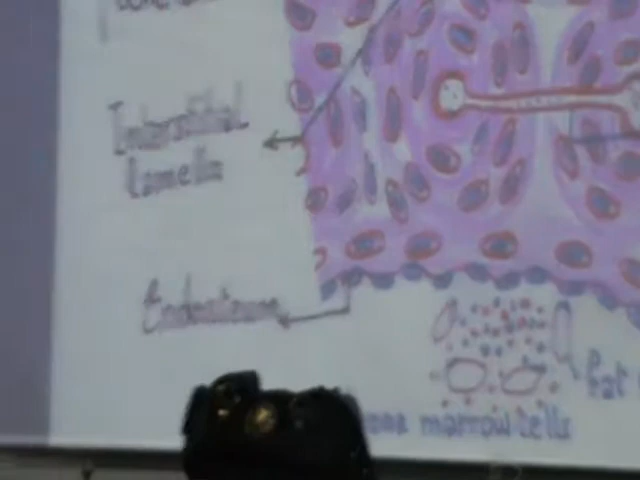 Interstitial
lamella
Endosteum
Fat
marrow cells